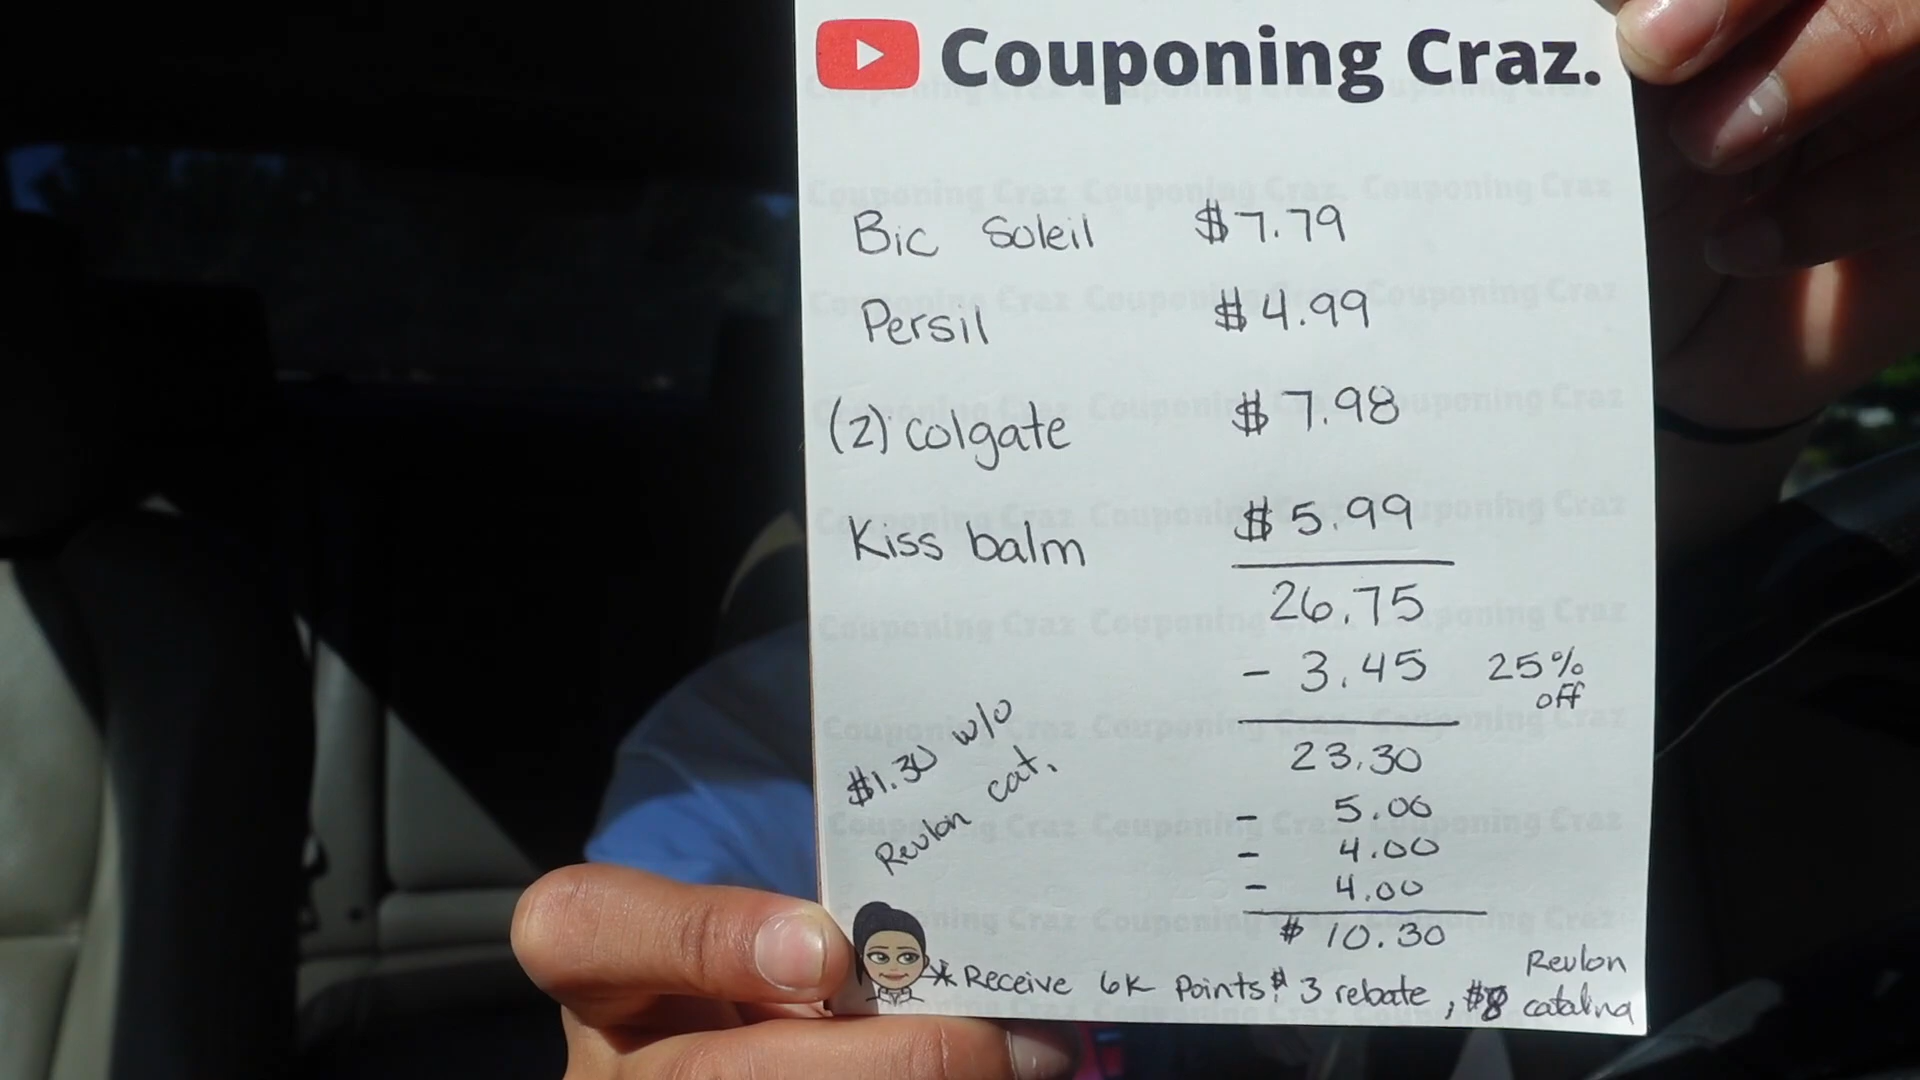 Couponing Craz.
Bic Soleil $7.79
Persil $4.99
(2) Colgate $7.98
Kiss balm $5.99
26.75
- 3.45 25% off
23.30
- 5.00
- 4.00
- 4.00
$10.30
$1.30 w/o
Revlon cat.
*Receive 6K Points! $3 rebate, $8 Revlon catalina